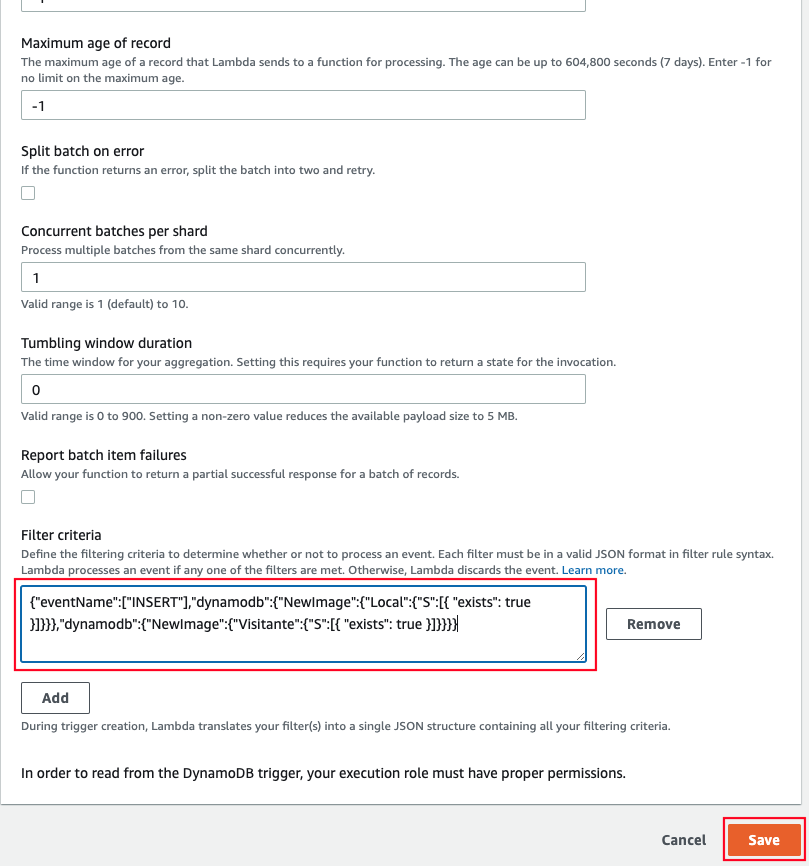 Maximum age of record
The maximum age of a record that Lambda sends to a function for processing. The age can be up to 604,800 seconds (7 days). Enter -1 for
no limit on the maximum age.
-1
Split batch on error
If the function returns an error, split the batch into two and retry.
Concurrent batches per shard
Process multiple batches from the same shard concurrently.
1
Valid range is 1 (default) to 10.
Tumbling window duration
The time window for your aggregation. Setting this requires your function to return a state for the invocation.
0
Valid range is 0 to 900. Setting a non-zero value reduces the available payload size to 5 MB.
Report batch item failures
Allow your function to return a partial successful response for a batch of records.
Filter criteria
Define the filtering criteria to determine whether or not to process an event. Each filter must be in a valid JSON format in filter rule syntax.
Lambda processes an event if any one of the filters are met. Otherwise, Lambda discards the event. Learn more.
{"eventName":["INSERT"],"dynamodb":{"NewImage":{"Local":{"S":[{ "exists": true
}]}}},"dynamodb":{"NewImage":{"Visitante":{"S":[{ "exists": true }]}}}}
Remove
Add
During trigger creation, Lambda translates your filter(s) into a single JSON structure containing all your filtering criteria.
In order to read from the DynamoDB trigger, your execution role must have proper permissions.
Cancel
Save